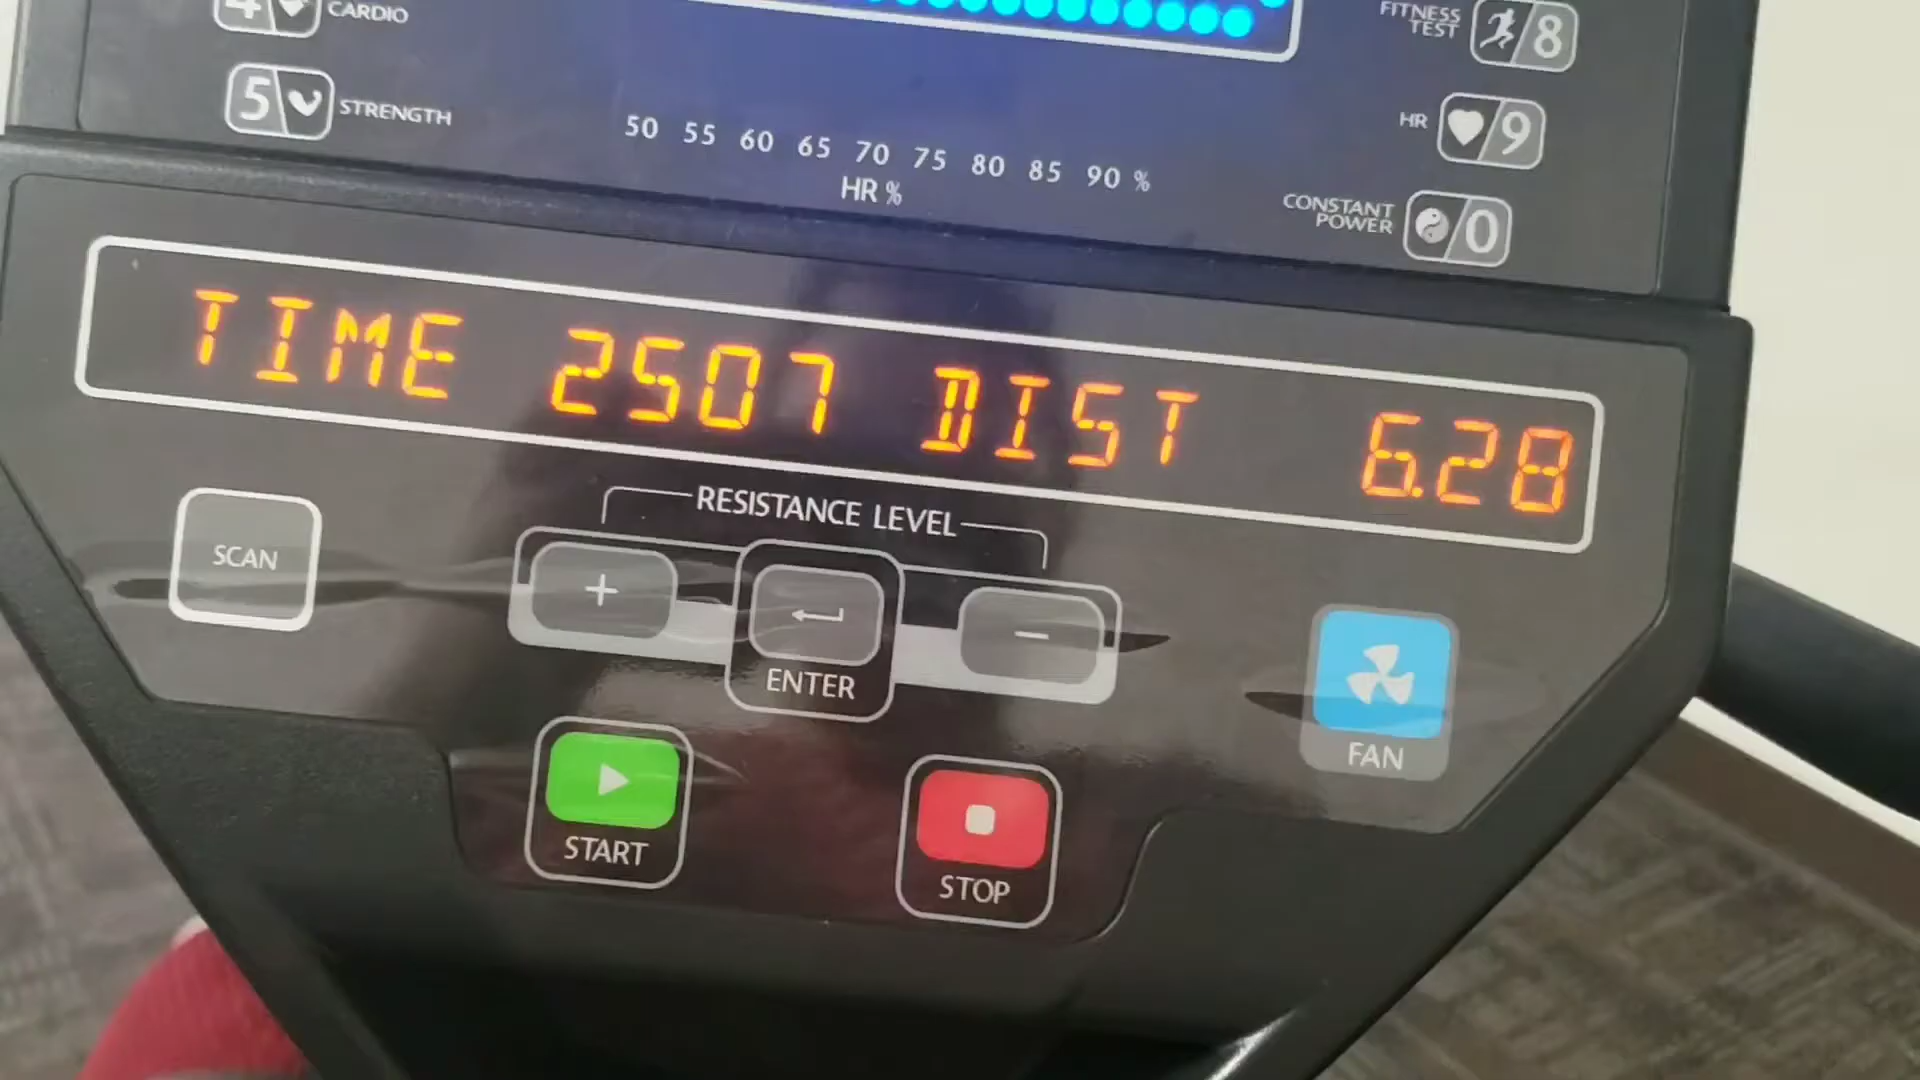 4 CARDIO
FITNESS
TEST 8
5 STRENGTH
HR 9
50 55 60 65 70 75 80 85 90 %
HR %
CONSTANT
POWER 0
TIME 2507 DIST 6.28
RESISTANCE LEVEL
SCAN
+
−
ENTER
FAN
START
STOP